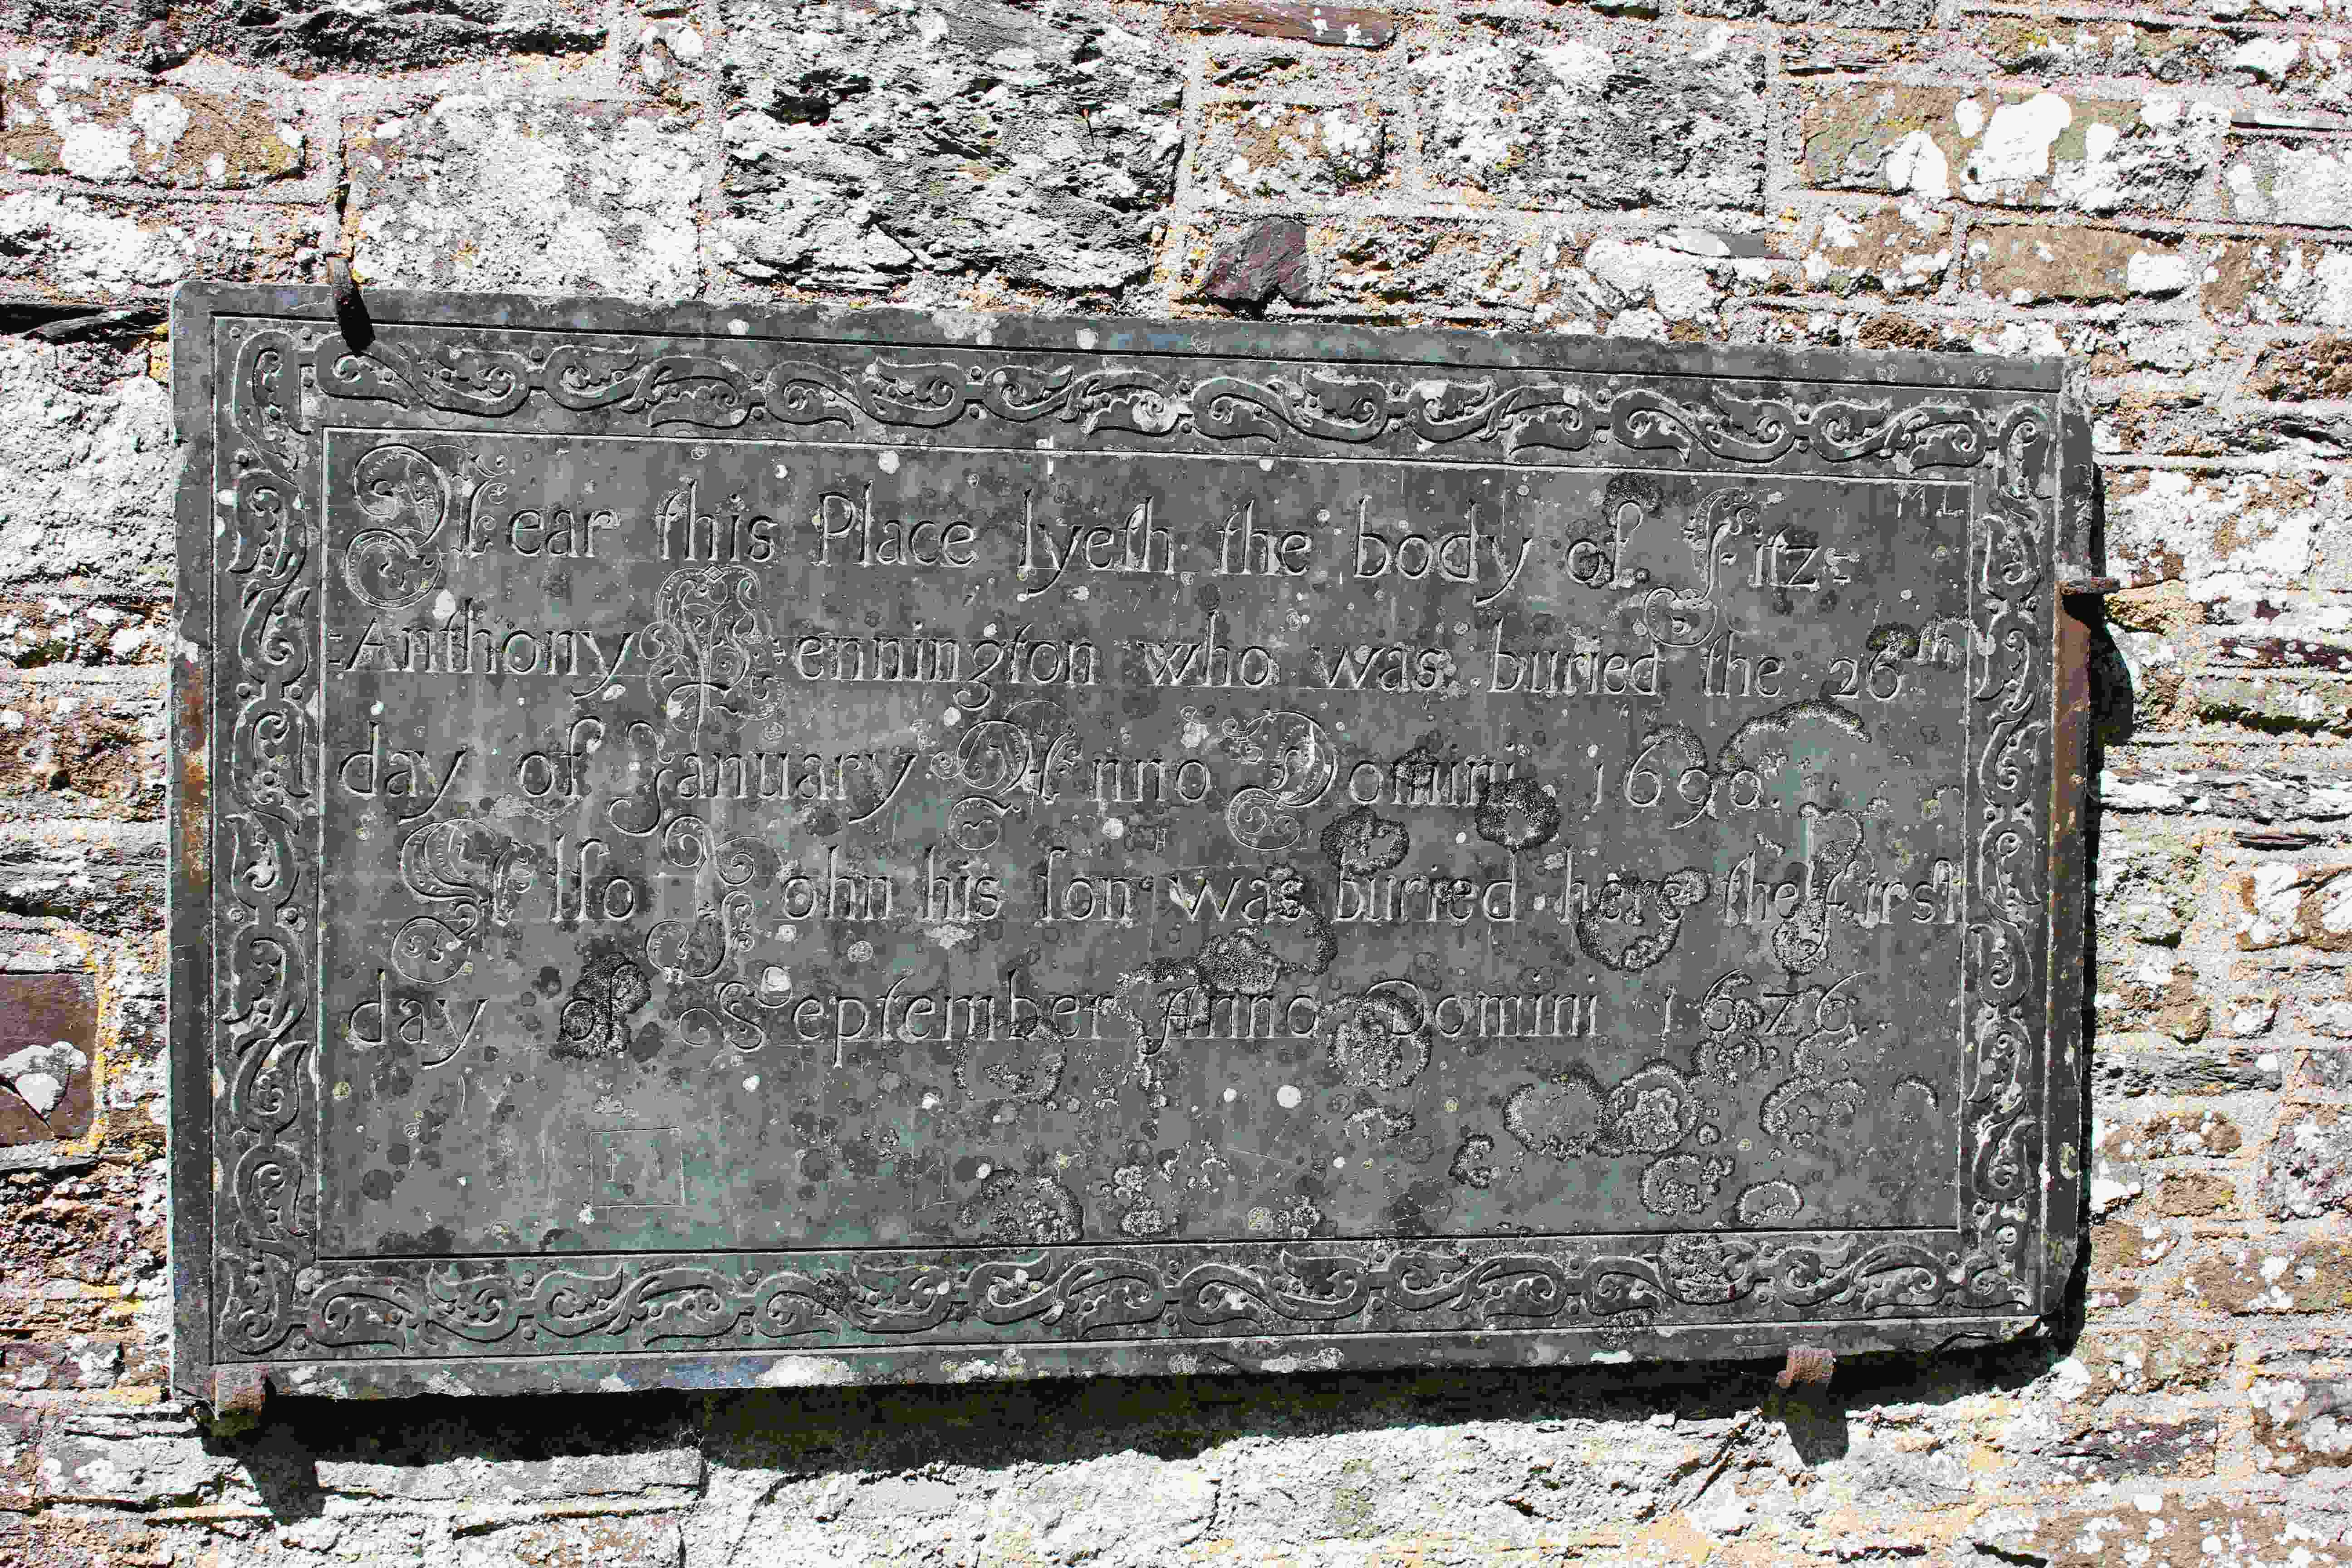 Near this Place lyeth the body of Fitz-
-Anthony Pennington who was buried the 26th
day of January Anno Domini 1690.
Allso John his son was buried here the first
day of September Anno Domini 1676